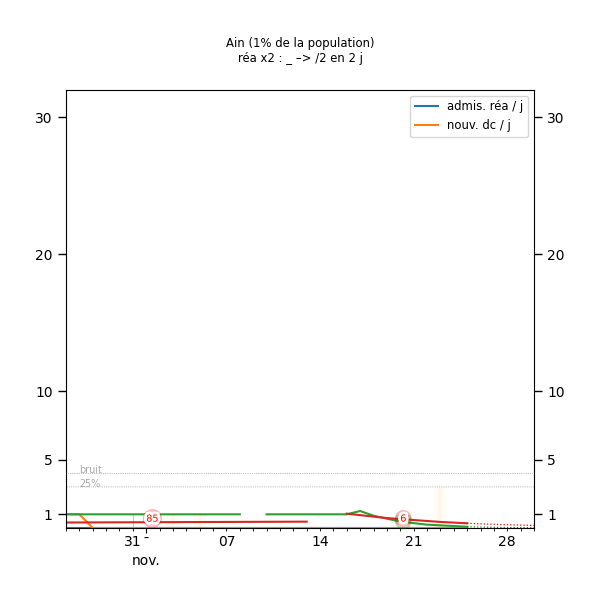 Ain (1% de la population)
réa x2 : _ –> /2 en 2 j
admis. réa / j
nouv. dc / j
30 30
20 20
10 10
5 5
bruit
25%
1 85 6 1
31 - 07 14 21 28
nov.